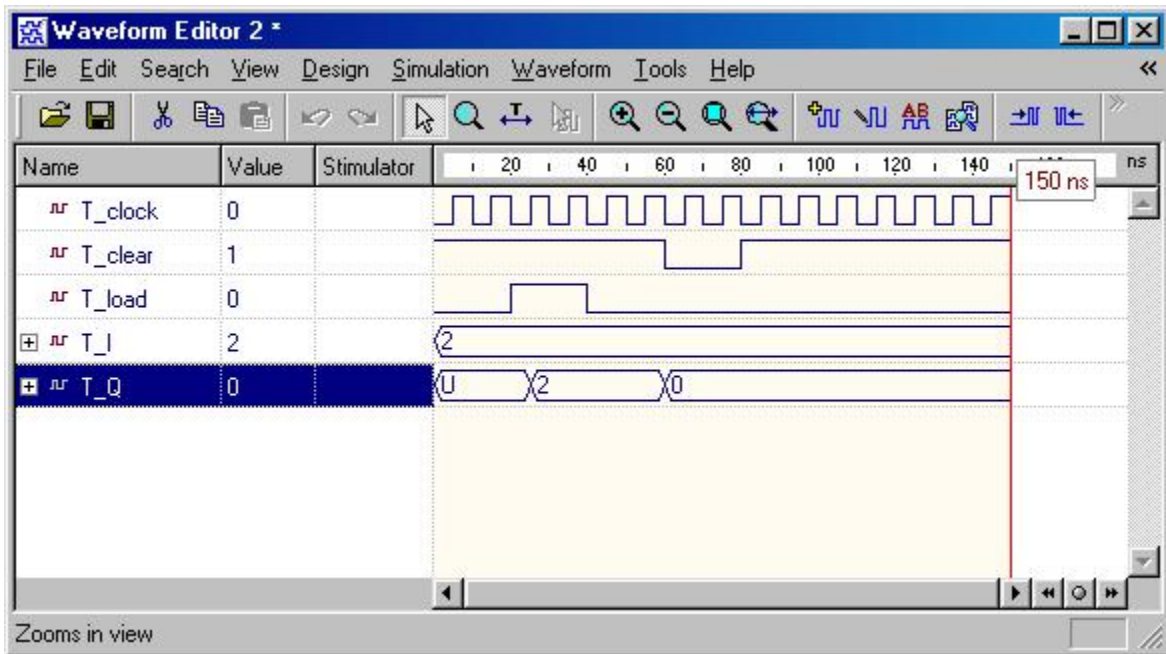 Waveform Editor 2 *
File Edit Search View Design Simulation Waveform Tools Help «
Name Value Stimulator 20 40 60 80 100 120 140 ns
150 ns
T_clock 0
T_clear 1
T_load 0
T_I 2 2
T_Q 0 U 2 0
Zooms in view